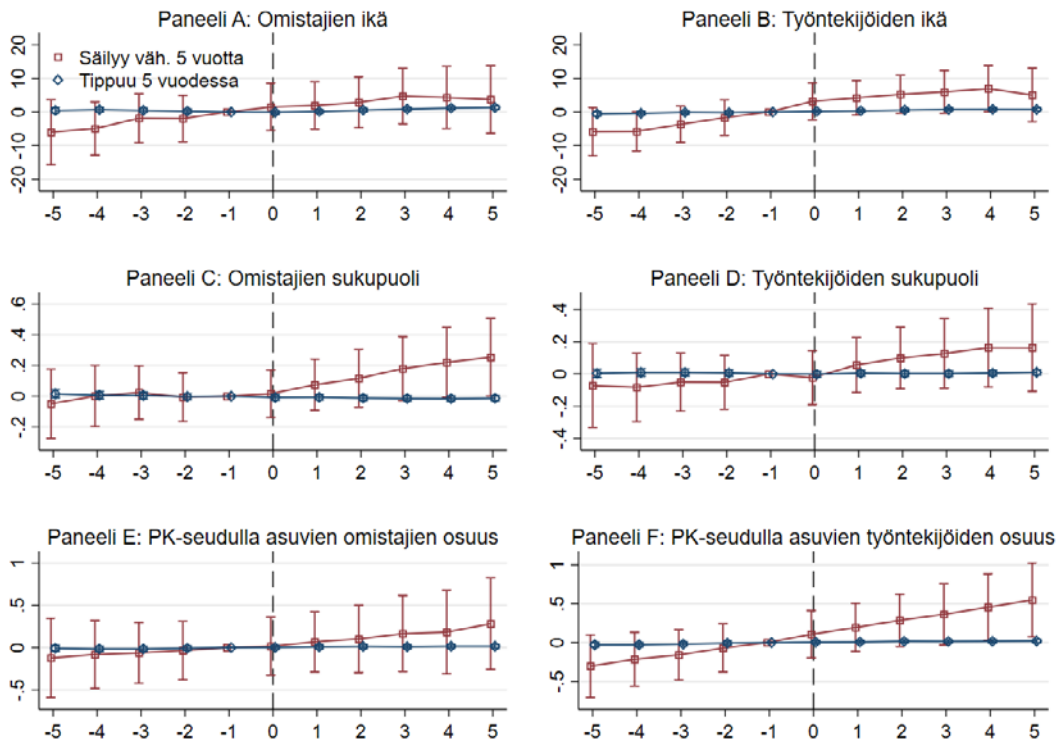 Paneeli A: Omistajien ikä
Säilyy väh. 5 vuotta
Tippuu 5 vuodessa
20
10
0
-10
-20
-5 -4 -3 -2 -1 0 1 2 3 4 5
Paneeli B: Työntekijöiden ikä
20
10
0
-10
-20
-5 -4 -3 -2 -1 0 1 2 3 4 5
Paneeli C: Omistajien sukupuoli
.6
.4
.2
0
-.2
-5 -4 -3 -2 -1 0 1 2 3 4 5
Paneeli D: Työntekijöiden sukupuoli
.4
.2
0
-.2
-.4
-5 -4 -3 -2 -1 0 1 2 3 4 5
Paneeli E: PK-seudulla asuvien omistajien osuus
1
.5
0
-.5
-5 -4 -3 -2 -1 0 1 2 3 4 5
Paneeli F: PK-seudulla asuvien työntekijöiden osuus
1
.5
0
-.5
-5 -4 -3 -2 -1 0 1 2 3 4 5